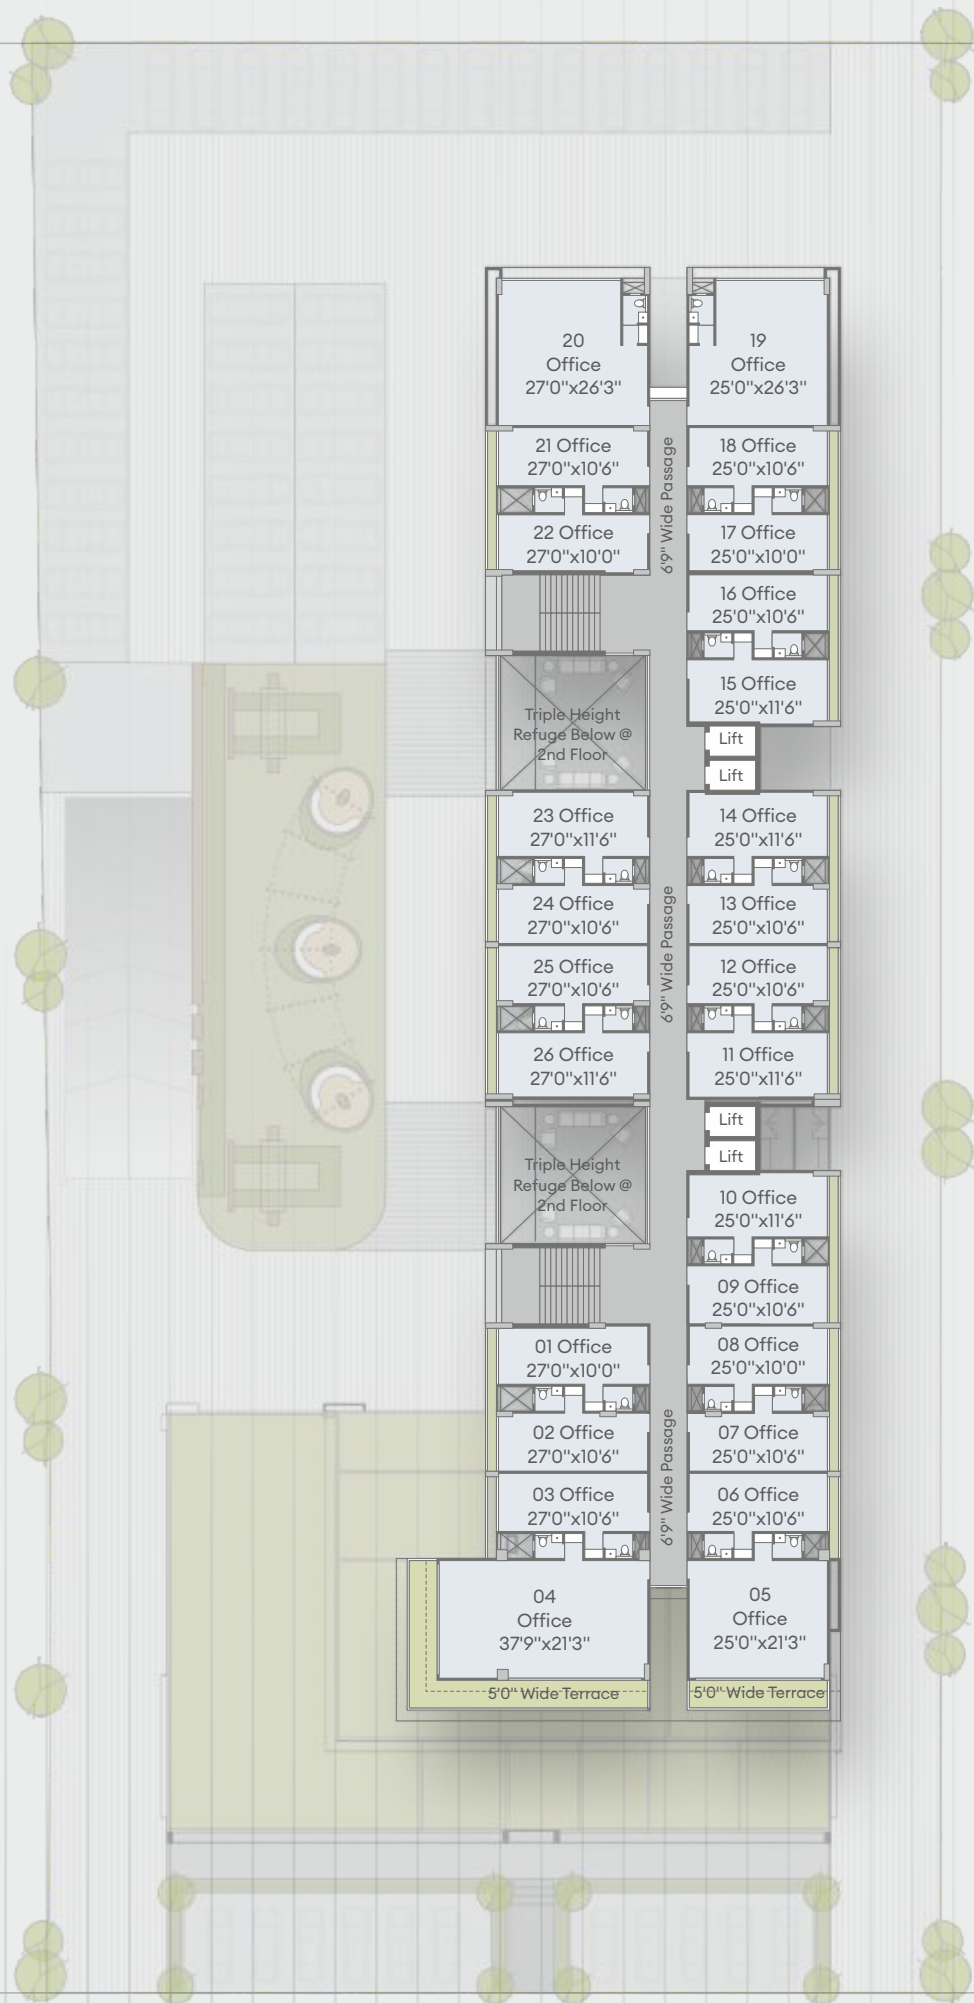 20
Office
27'0"x26'3"
19
Office
25'0"x26'3"
21 Office
27'0"x10'6"
18 Office
25'0"x10'6"
6'9" Wide Passage
22 Office
27'0"x10'0"
17 Office
25'0"x10'0"
16 Office
25'0"x10'6"
15 Office
25'0"x11'6"
Triple Height
Refuge Below @
2nd Floor
Lift
Lift
23 Office
27'0"x11'6"
14 Office
25'0"x11'6"
24 Office
27'0"x10'6"
13 Office
25'0"x10'6"
6'9" Wide Passage
25 Office
27'0"x10'6"
12 Office
25'0"x10'6"
26 Office
27'0"x11'6"
11 Office
25'0"x11'6"
Lift
Lift
Triple Height
Refuge Below @
2nd Floor
10 Office
25'0"x11'6"
09 Office
25'0"x10'6"
01 Office
27'0"x10'0"
08 Office
25'0"x10'0"
02 Office
27'0"x10'6"
07 Office
25'0"x10'6"
6'9" Wide Passage
03 Office
27'0"x10'6"
06 Office
25'0"x10'6"
04
Office
37'9"x21'3"
05
Office
25'0"x21'3"
5'0" Wide Terrace
5'0" Wide Terrace